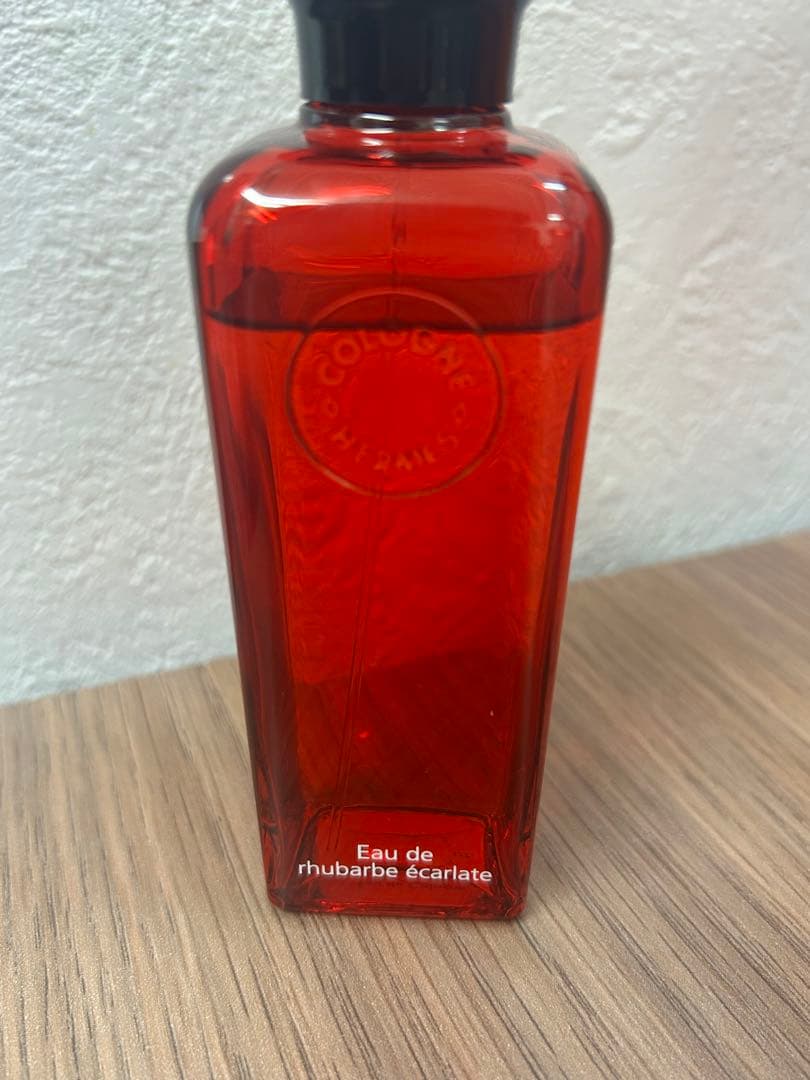 COLOGNE
HERMÈS
Eau de
rhubarbe écarlate